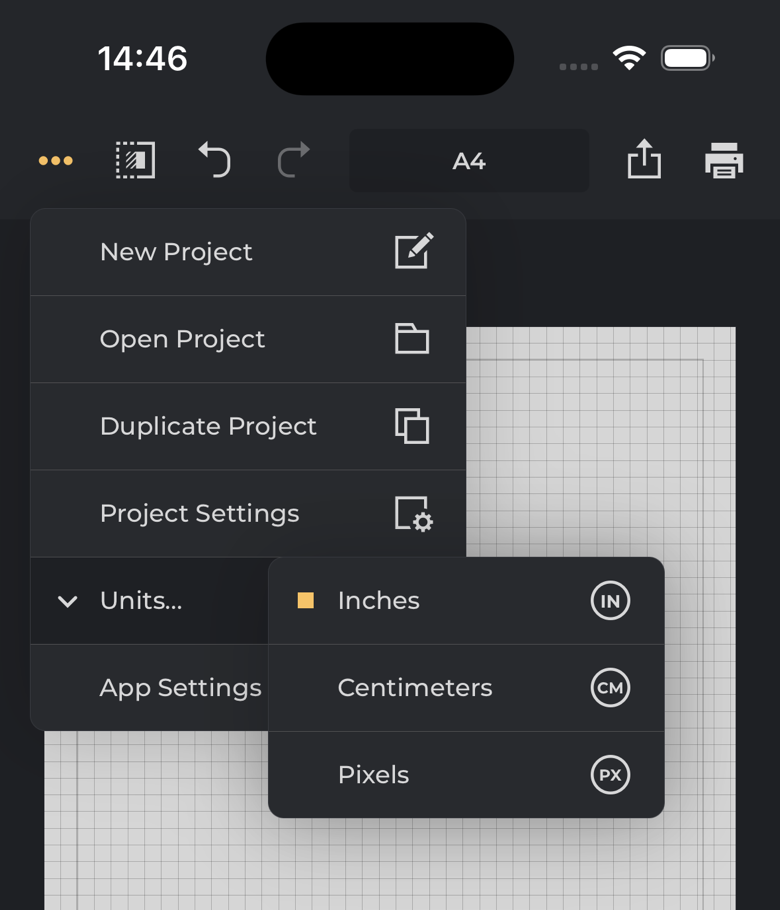 14:46
A4
New Project
Open Project
Duplicate Project
Project Settings
Units...
Inches IN
App Settings
Centimeters CM
Pixels PX